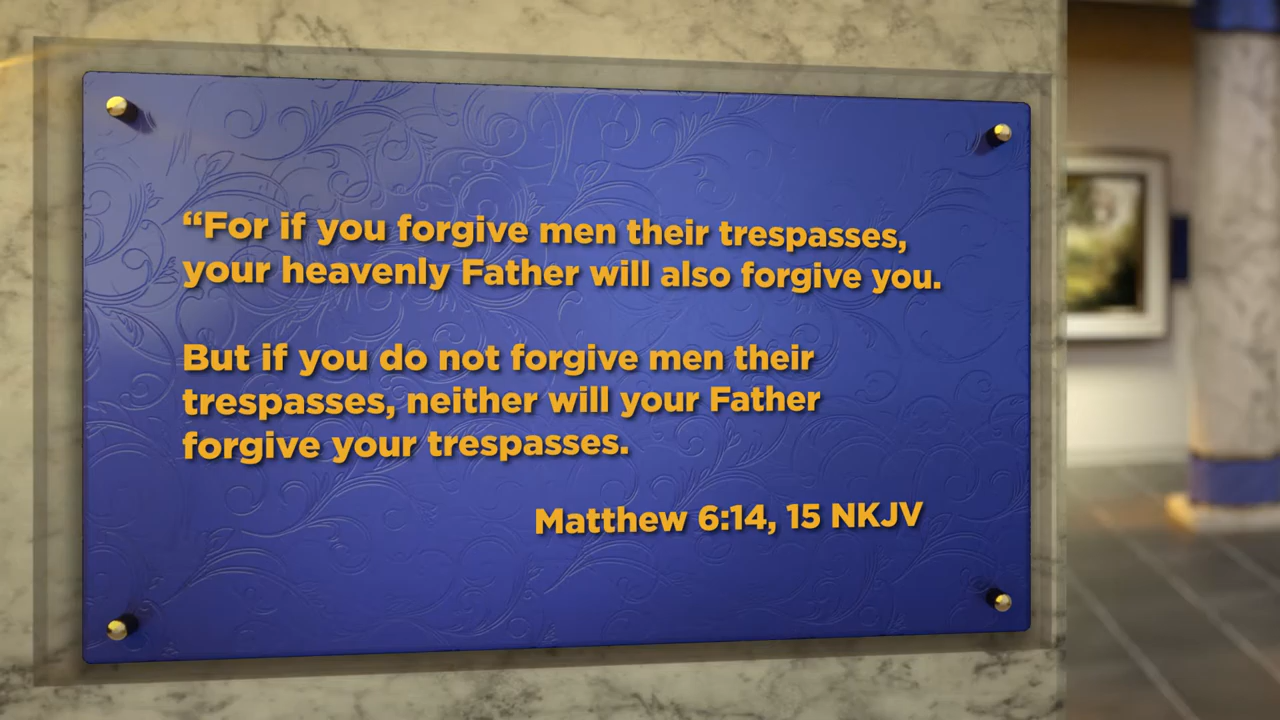 “For if you forgive men their trespasses,
your heavenly Father will also forgive you.
But if you do not forgive men their
trespasses, neither will your Father
forgive your trespasses.
Matthew 6:14, 15 NKJV